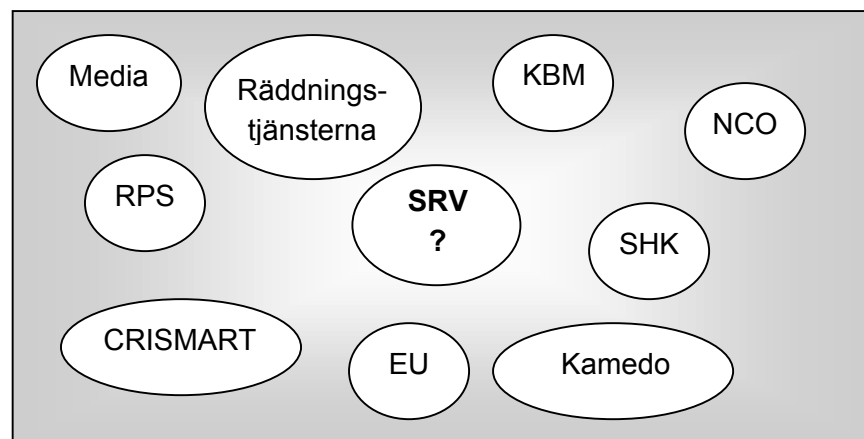 Media
Räddnings-
tjänsterna
KBM
NCO
RPS
SRV
?
SHK
CRISMART
EU
Kamedo